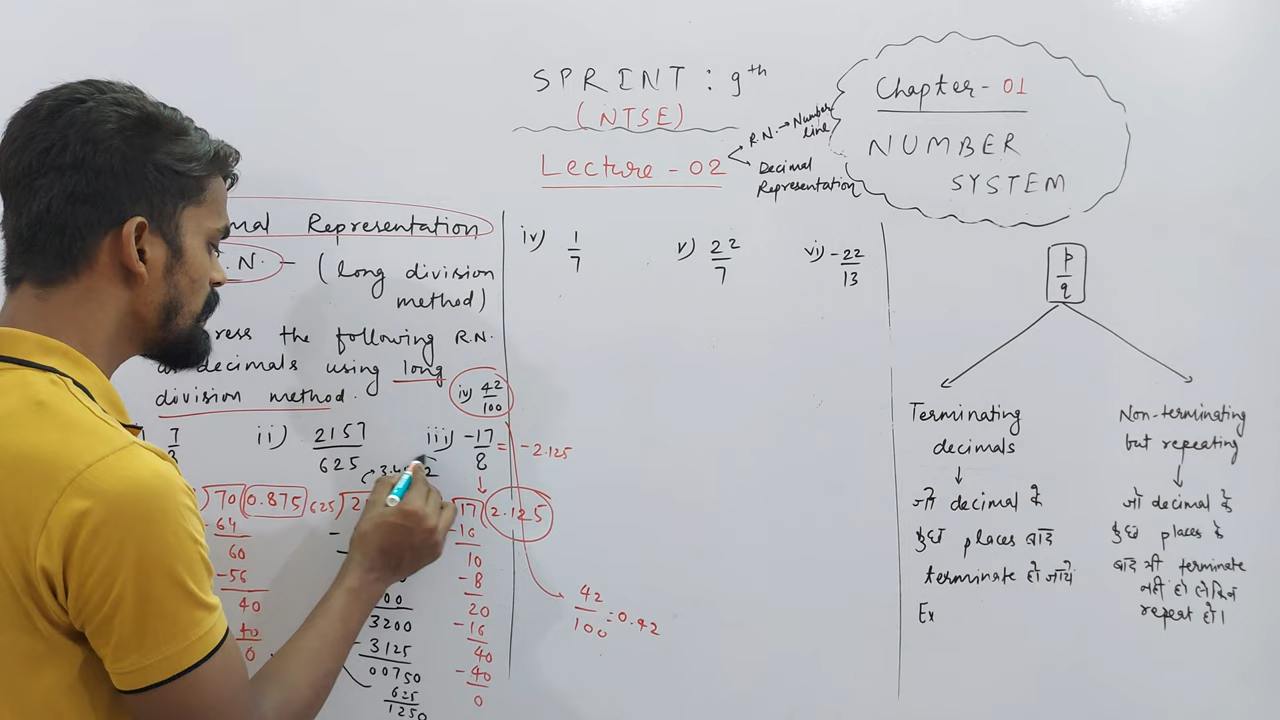 SPRINT : 9th
(NTSE)
Lecture - 02
R.N. → Number line
Decimal Representation
Chapter - 01
NUMBER
SYSTEM
Representation
(long division
method)
the following R.N.
decimals using long
division method.
iv) 42/100
ii) 2157/625
iii) -17/8 = -2.125
70 0.875
-64
60
-56
40
40
0
625
3200
- 3125
00750
625
1250
17 2.125
-16
10
-8
20
-16
40
-40
0
42/100 = 0.42
iv) 1/7
v) 22/7
vi) -22/13
p/q
Terminating
decimals
जो decimal के
कुछ places बाद
terminate हो जाये
Ex
Non-terminating
but repeating
जो decimal के
कुछ places के
बाद भी terminate
नहीं हो लेकिन
repeat हो।